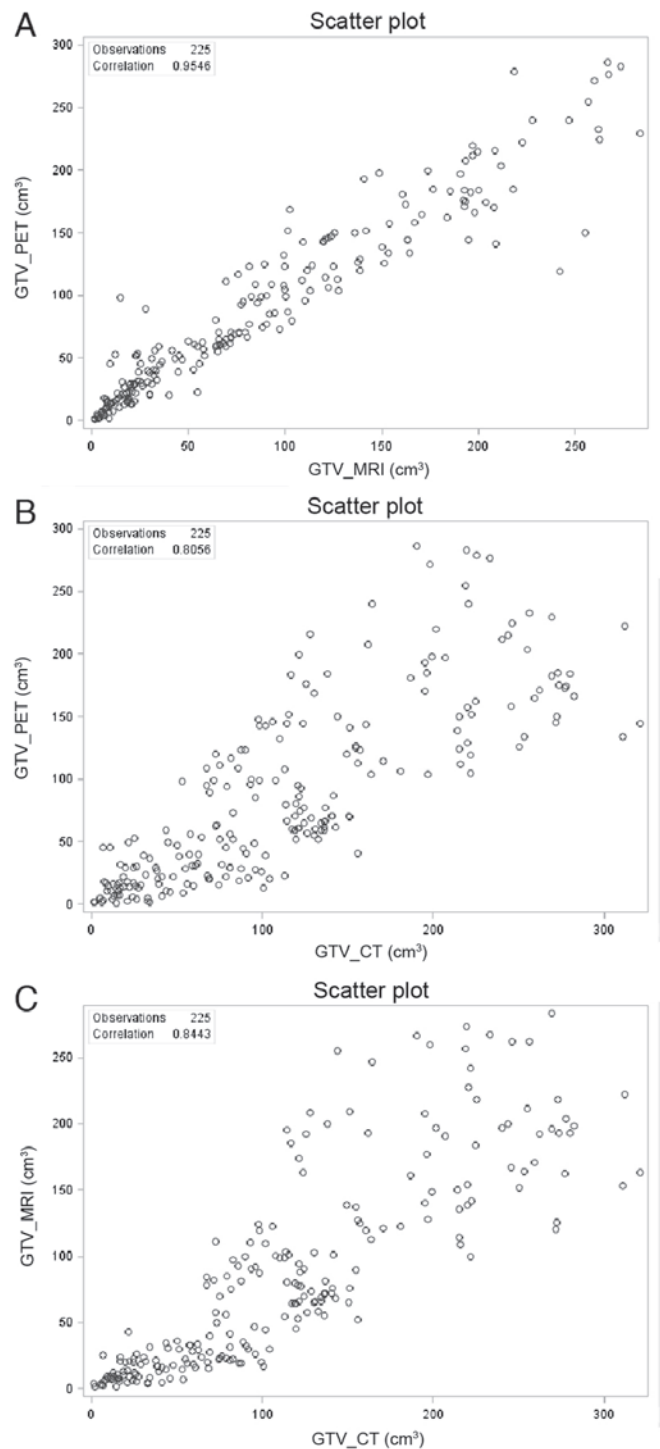 A
Scatter plot
Observations 225
Correlation 0.9546
300
250
200
150
100
50
0
GTV_PET (cm³)
0 50 100 150 200 250
GTV_MRI (cm³)
B
Scatter plot
Observations 225
Correlation 0.8056
300
250
200
150
100
50
0
GTV_PET (cm³)
0 100 200 300
GTV_CT (cm³)
C
Scatter plot
Observations 225
Correlation 0.8443
250
200
150
100
50
0
GTV_MRI (cm³)
0 100 200 300
GTV_CT (cm³)